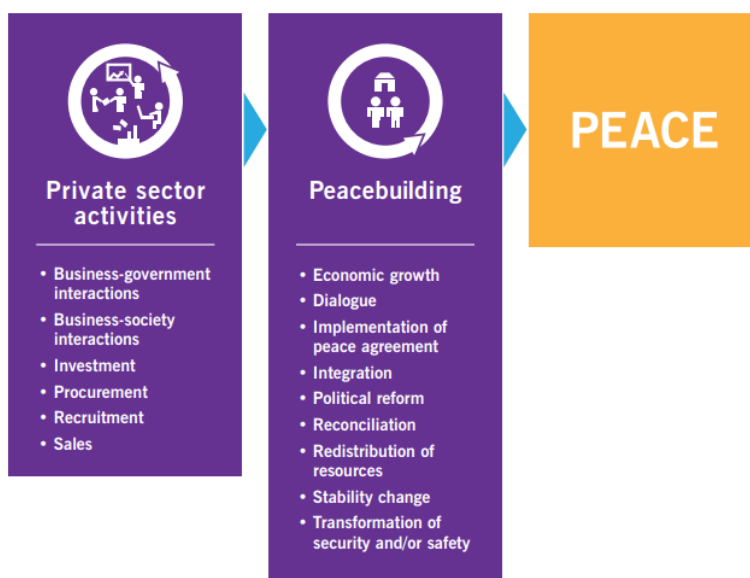 Private sector
activities
• Business-government
interactions
• Business-society
interactions
• Investment
• Procurement
• Recruitment
• Sales
Peacebuilding
• Economic growth
• Dialogue
• Implementation of
peace agreement
• Integration
• Political reform
• Reconciliation
• Redistribution of
resources
• Stability change
• Transformation of
security and/or safety
PEACE